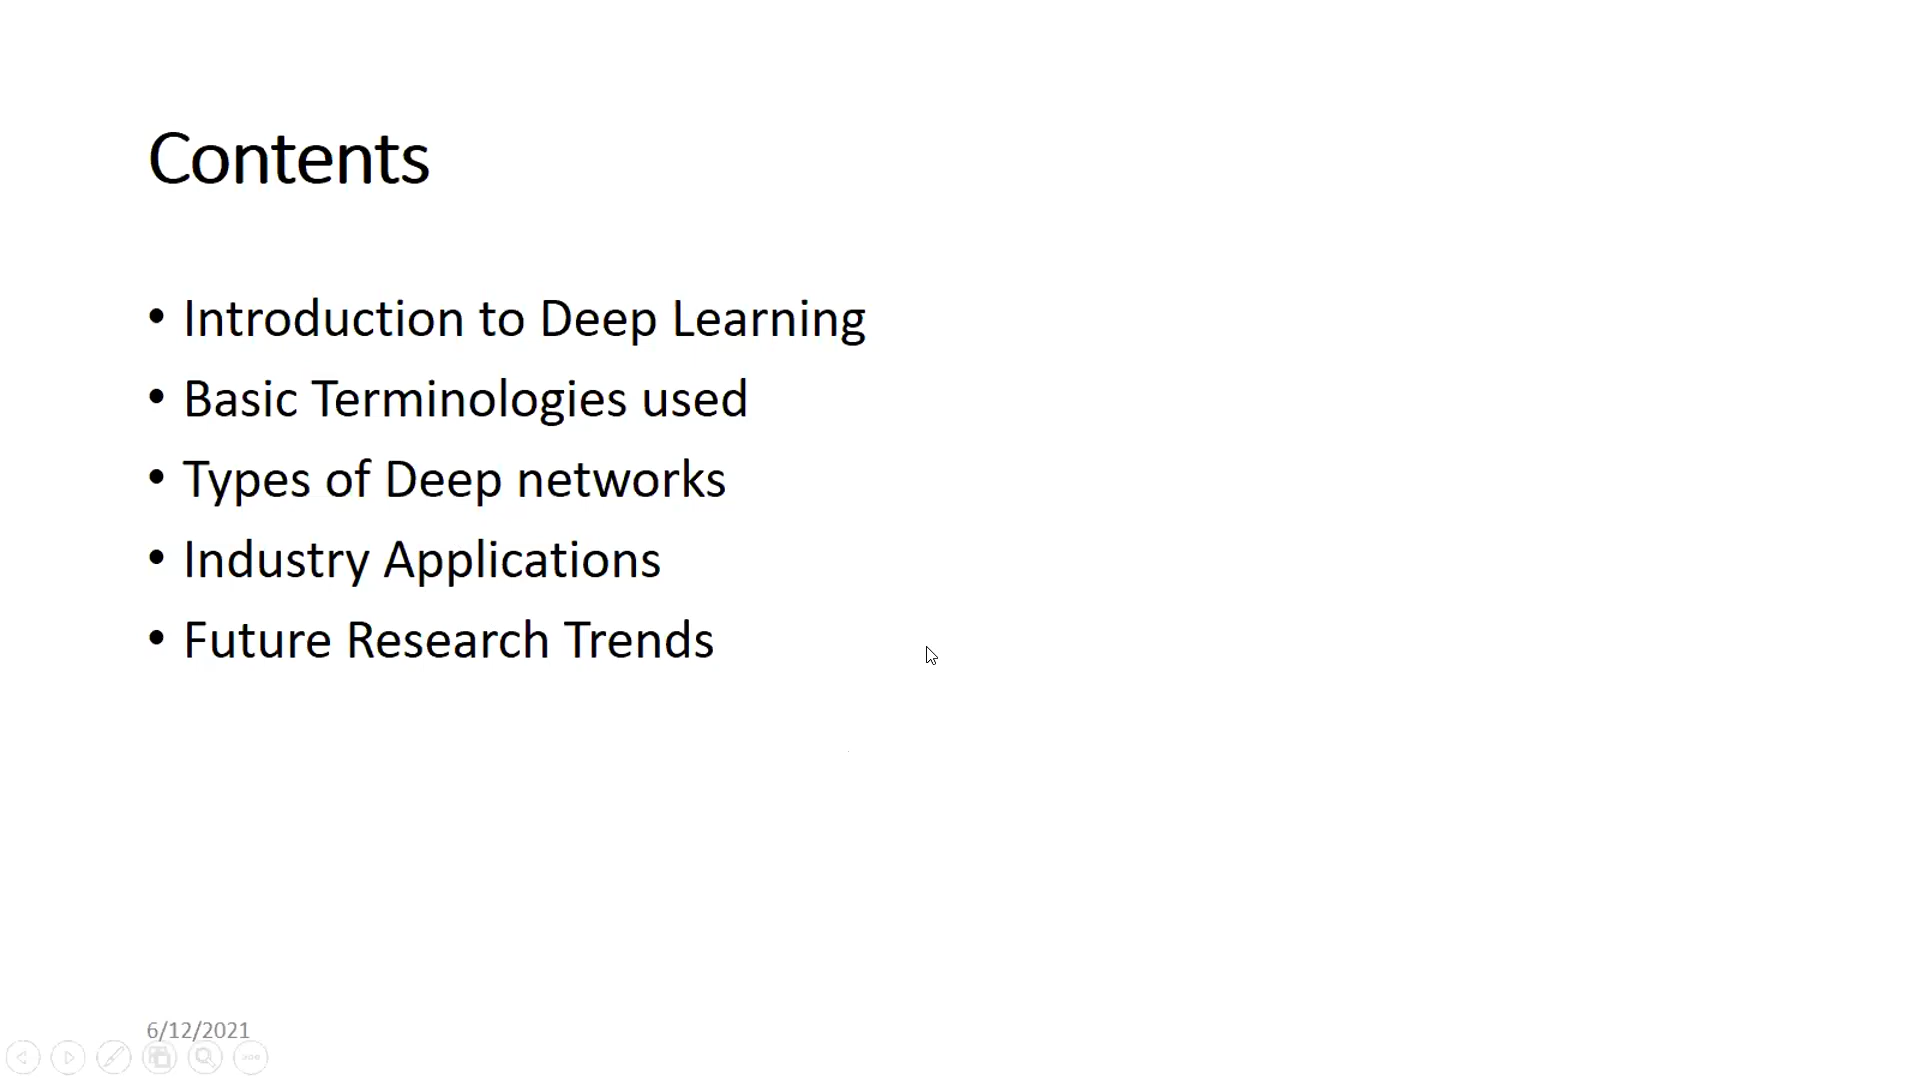 Contents
• Introduction to Deep Learning
• Basic Terminologies used
• Types of Deep networks
• Industry Applications
• Future Research Trends
6/12/2021